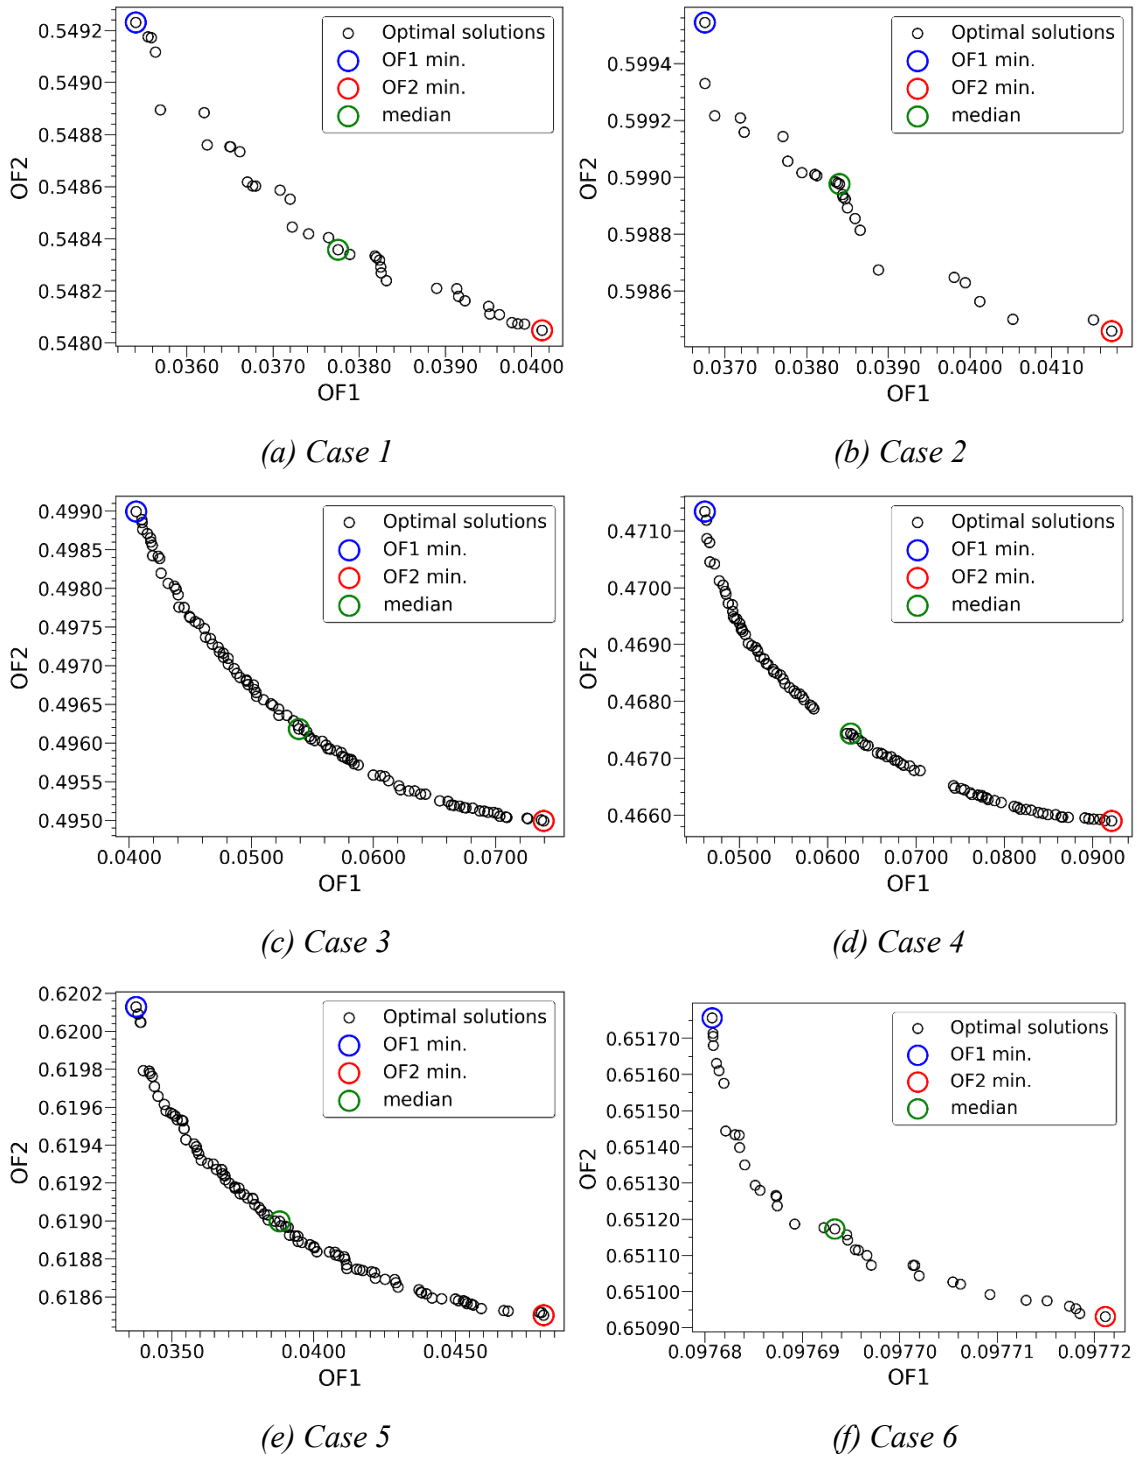 0.5492
0.5490
0.5488
0.5486
0.5484
0.5482
0.5480
OF2
Optimal solutions
OF1 min.
OF2 min.
median
0.0360 0.0370 0.0380 0.0390 0.0400
OF1
(a) Case 1
0.5994
0.5992
0.5990
0.5988
0.5986
OF2
Optimal solutions
OF1 min.
OF2 min.
median
0.0370 0.0380 0.0390 0.0400 0.0410
OF1
(b) Case 2
0.4990
0.4985
0.4980
0.4975
0.4970
0.4965
0.4960
0.4955
0.4950
OF2
Optimal solutions
OF1 min.
OF2 min.
median
0.0400 0.0500 0.0600 0.0700
OF1
(c) Case 3
0.4710
0.4700
0.4690
0.4680
0.4670
0.4660
OF2
Optimal solutions
OF1 min.
OF2 min.
median
0.0500 0.0600 0.0700 0.0800 0.0900
OF1
(d) Case 4
0.6202
0.6200
0.6198
0.6196
0.6194
0.6192
0.6190
0.6188
0.6186
OF2
Optimal solutions
OF1 min.
OF2 min.
median
0.0350 0.0400 0.0450
OF1
(e) Case 5
0.65170
0.65160
0.65150
0.65140
0.65130
0.65120
0.65110
0.65100
0.65090
OF2
Optimal solutions
OF1 min.
OF2 min.
median
0.09768 0.09769 0.09770 0.09771 0.09772
OF1
(f) Case 6